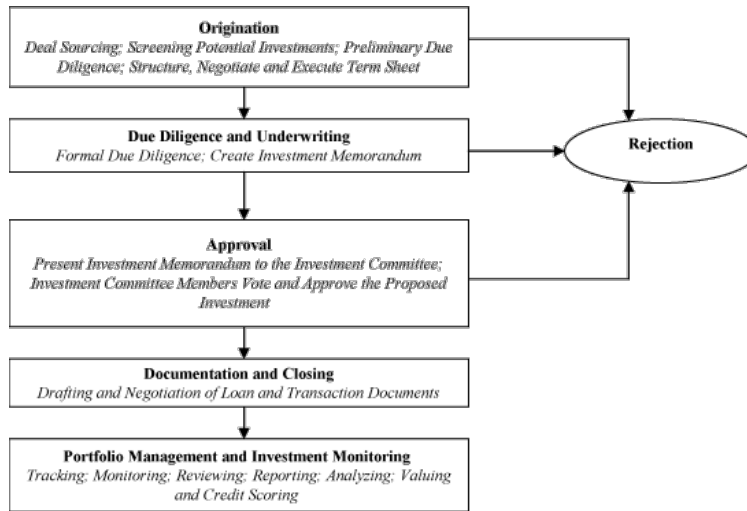 Origination
Deal Sourcing; Screening Potential Investments; Preliminary Due
Diligence; Structure, Negotiate and Execute Term Sheet
Due Diligence and Underwriting
Formal Due Diligence; Create Investment Memorandum
Rejection
Approval
Present Investment Memorandum to the Investment Committee;
Investment Committee Members Vote and Approve the Proposed
Investment
Documentation and Closing
Drafting and Negotiation of Loan and Transaction Documents
Portfolio Management and Investment Monitoring
Tracking; Monitoring; Reviewing; Reporting; Analyzing; Valuing
and Credit Scoring